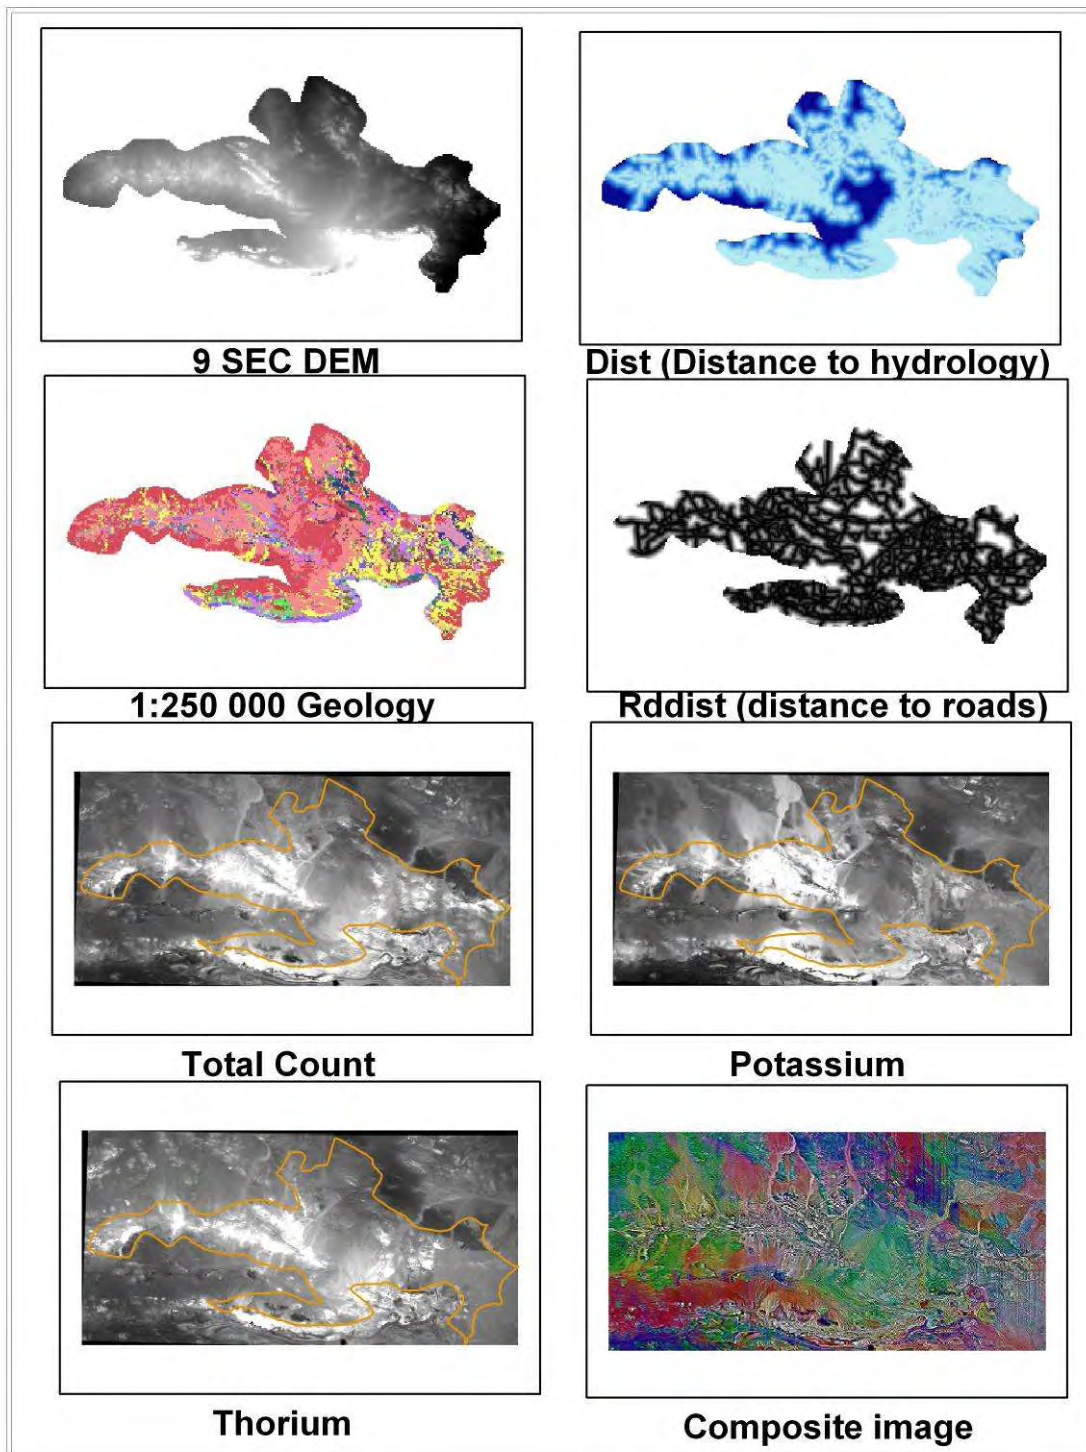 9 SEC DEM
Dist (Distance to hydrology)
1:250 000 Geology
Rddist (distance to roads)
Total Count
Potassium
Thorium
Composite image